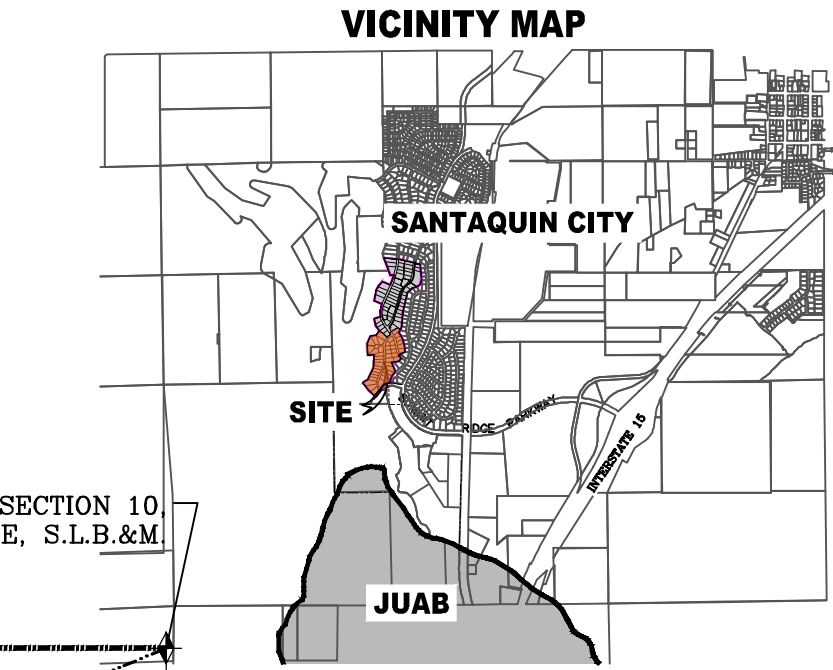 VICINITY MAP
SANTAQUIN CITY
SITE
RIDGE PARKWAY
INTERSTATE 15
SECTION 10,
E, S.L.B.&M.
JUAB